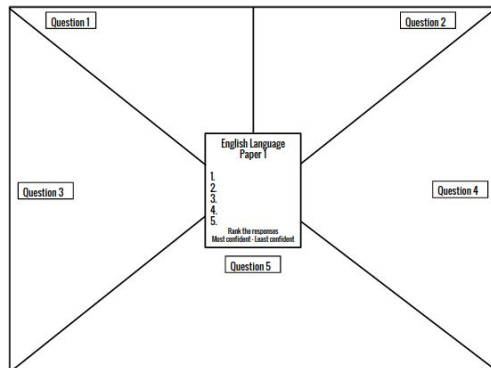 Question 1
Question 2
English Language
Paper 1
1.
2.
3.
4.
5.
Rank the responses
Most confident - Least confident
Question 3
Question 4
Question 5